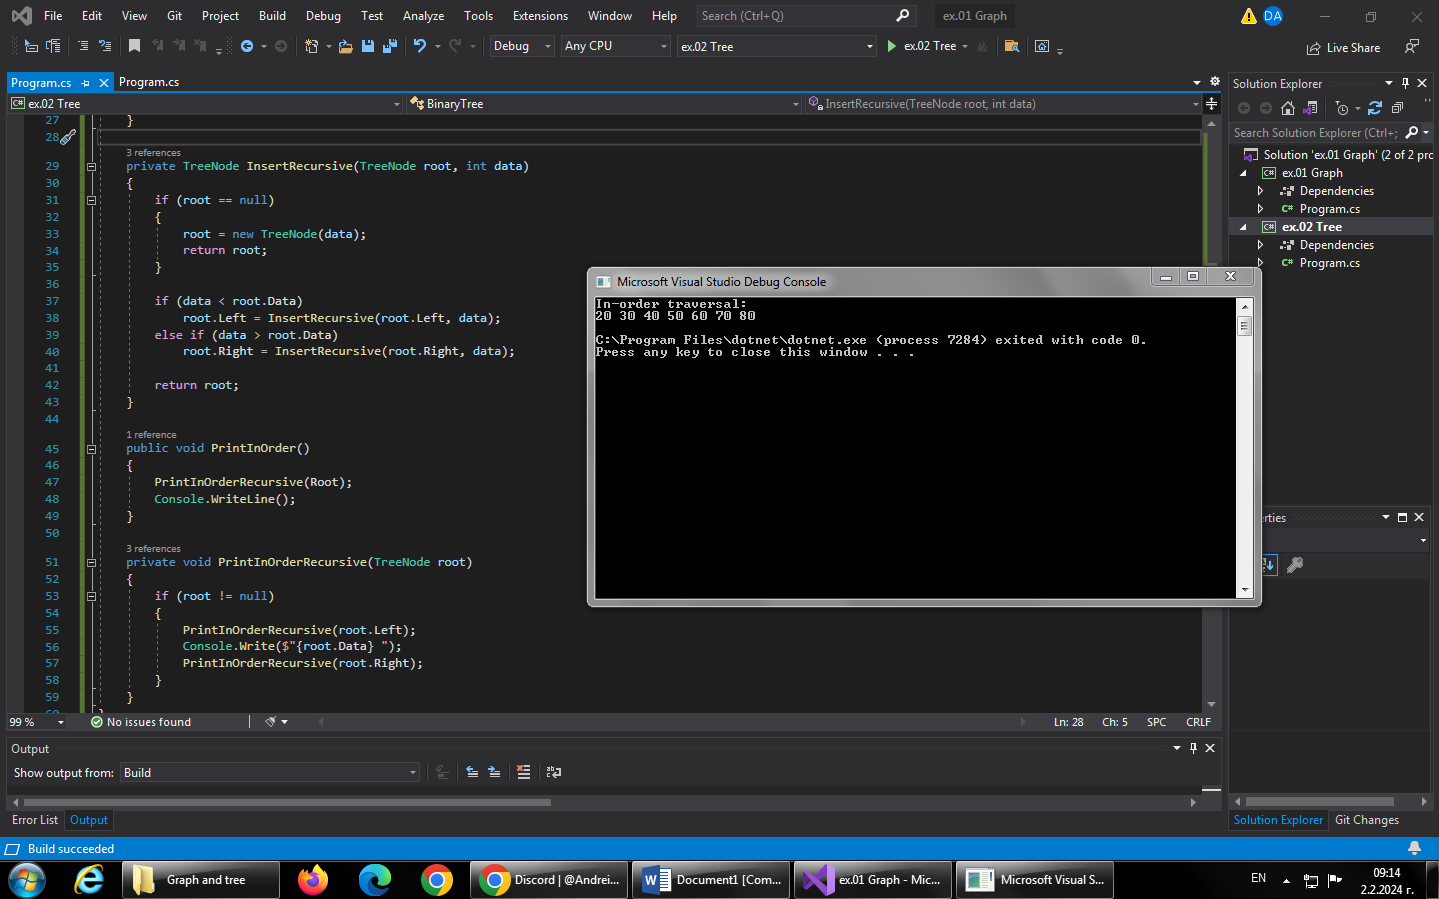 File Edit View Git Project Build Debug Test Analyze Tools Extensions Window Help Search (Ctrl+Q) ex.01 Graph DA
Debug Any CPU ex.02 Tree ex.02 Tree Live Share
Program.cs Program.cs
ex.02 Tree BinaryTree InsertRecursive(TreeNode root, int data)
27 }
28
3 references
29 private TreeNode InsertRecursive(TreeNode root, int data)
30 {
31 if (root == null)
32 {
33 root = new TreeNode(data);
34 return root;
35 }
36
37 if (data < root.Data)
38 root.Left = InsertRecursive(root.Left, data);
39 else if (data > root.Data)
40 root.Right = InsertRecursive(root.Right, data);
41
42 return root;
43 }
44
1 reference
45 public void PrintInOrder()
46 {
47 PrintInOrderRecursive(Root);
48 Console.WriteLine();
49 }
50
3 references
51 private void PrintInOrderRecursive(TreeNode root)
52 {
53 if (root != null)
54 {
55 PrintInOrderRecursive(root.Left);
56 Console.Write($"{root.Data} ");
57 PrintInOrderRecursive(root.Right);
58 }
59 }
99 % No issues found Ln: 28 Ch: 5 SPC CRLF
Microsoft Visual Studio Debug Console
In-order traversal:
20 30 40 50 60 70 80
C:\Program Files\dotnet\dotnet.exe (process 7284) exited with code 0.
Press any key to close this window . . .
Solution Explorer
Search Solution Explorer (Ctrl+;
Solution 'ex.01 Graph' (2 of 2 pro
ex.01 Graph
Dependencies
C# Program.cs
ex.02 Tree
Dependencies
C# Program.cs
erties
Output
Show output from: Build
Error List Output
Solution Explorer Git Changes
Build succeeded
Graph and tree Discord | @Andrei... Document1 [Com... ex.01 Graph - Mic... Microsoft Visual S... EN
09:14
2.2.2024 г.